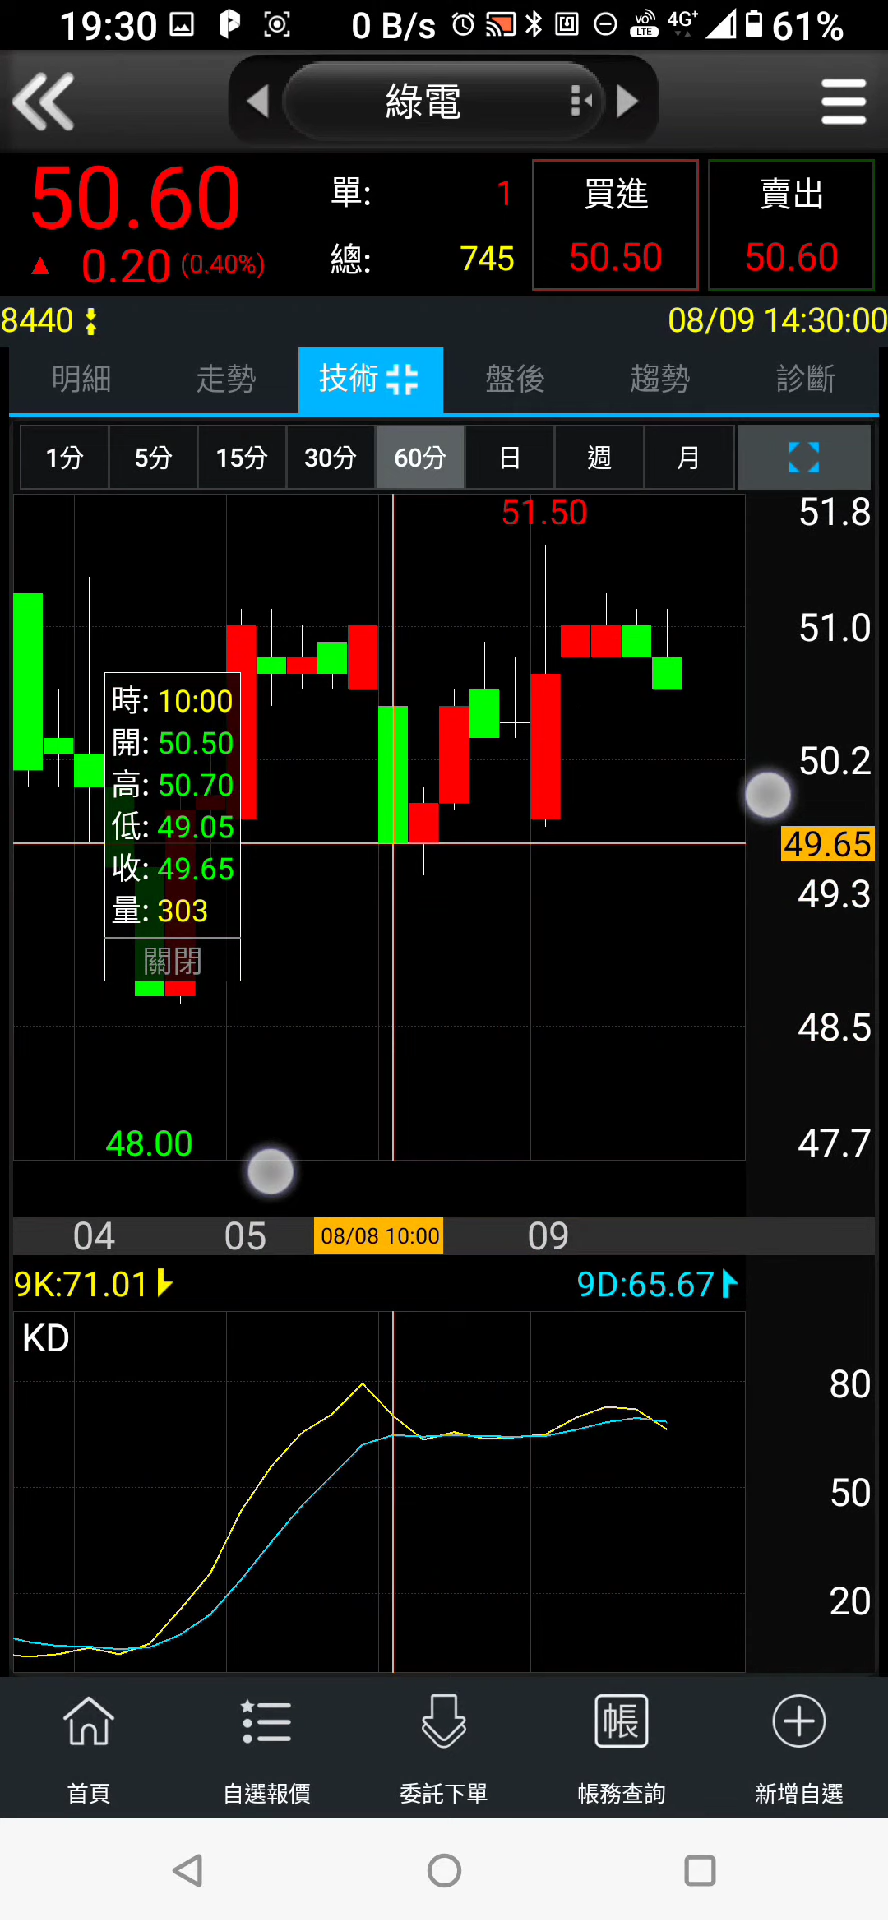 19:30 0 B/s VO LTE 4G+ 61%
綠電
50.60
0.20 (0.40%)
單: 1
總: 745
買進
50.50
賣出
50.60
8440 08/09 14:30:00
明細 走勢 技術 盤後 趨勢 診斷
1分 5分 15分 30分 60分 日 週 月
51.50
51.8
51.0
50.2
49.65
49.3
48.5
47.7
時: 10:00
開: 50.50
高: 50.70
低: 49.05
收: 49.65
量: 303
關閉
48.00
04 05 08/08 10:00 09
9K:71.01 9D:65.67
KD
80
50
20
帳
首頁 自選報價 委託下單 帳務查詢 新增自選